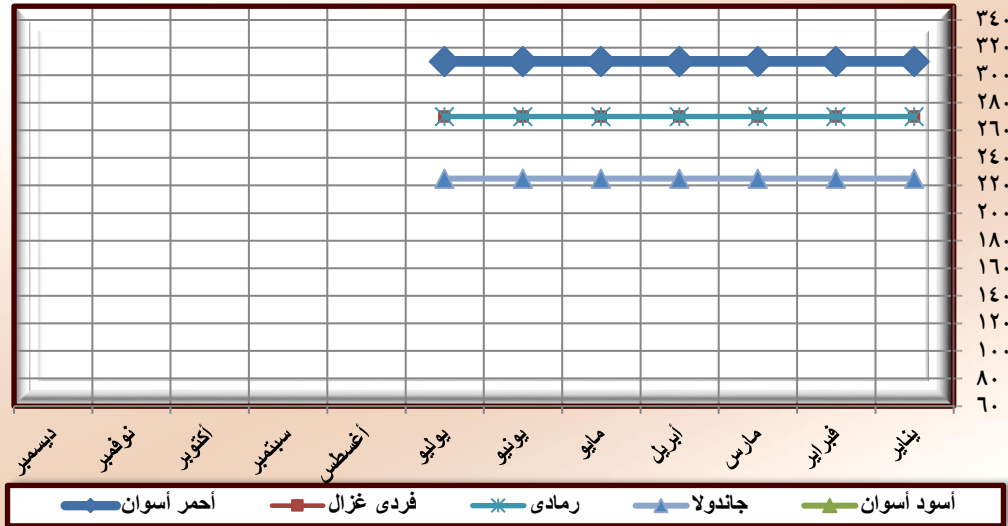 ٣٤٠
٣٢٠
٣٠٠
٢٨٠
٢٦٠
٢٤٠
٢٢٠
٢٠٠
١٨٠
١٦٠
١٤٠
١٢٠
١٠٠
٨٠
٦٠
يناير
فبراير
مارس
أبريل
مايو
يونيو
يوليو
أغسطس
سبتمبر
أكتوبر
نوفمبر
ديسمبر
أسود أسوان جاندولا رمادى فردى غزال أحمر أسوان